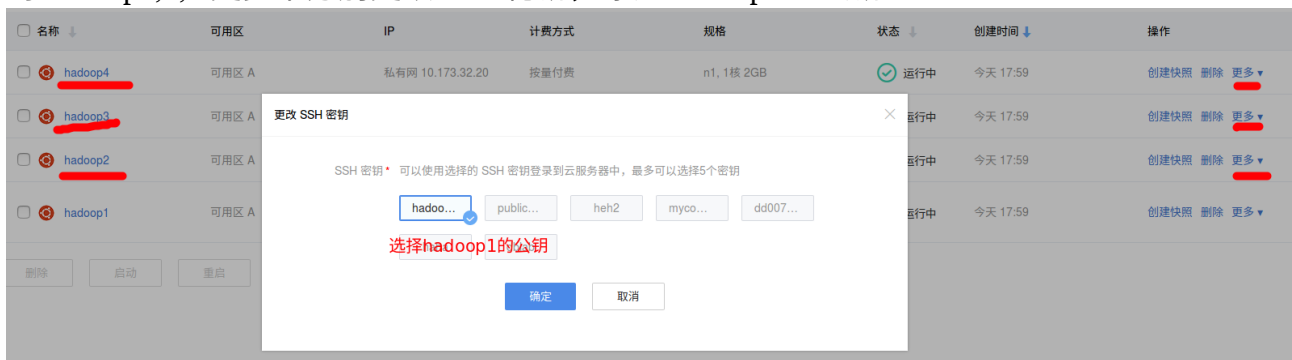 名称 可用区 IP 计费方式 规格 状态 创建时间 操作
hadoop4 可用区 A 私有网 10.173.32.20 按量付费 n1, 1核 2GB 运行中 今天 17:59 创建快照 删除 更多
hadoop3 可用区 A 更改 SSH 密钥 运行中 今天 17:59 创建快照 删除 更多
hadoop2 可用区 A 运行中 今天 17:59 创建快照 删除 更多
SSH 密钥 * 可以使用选择的 SSH 密钥登录到云服务器中，最多可以选择5个密钥
hadoo... public... heh2 myco... dd007...
hadoop1 可用区 A 运行中 今天 17:59 创建快照 删除 更多
选择hadoop1的公钥
删除 启动 重启
确定 取消